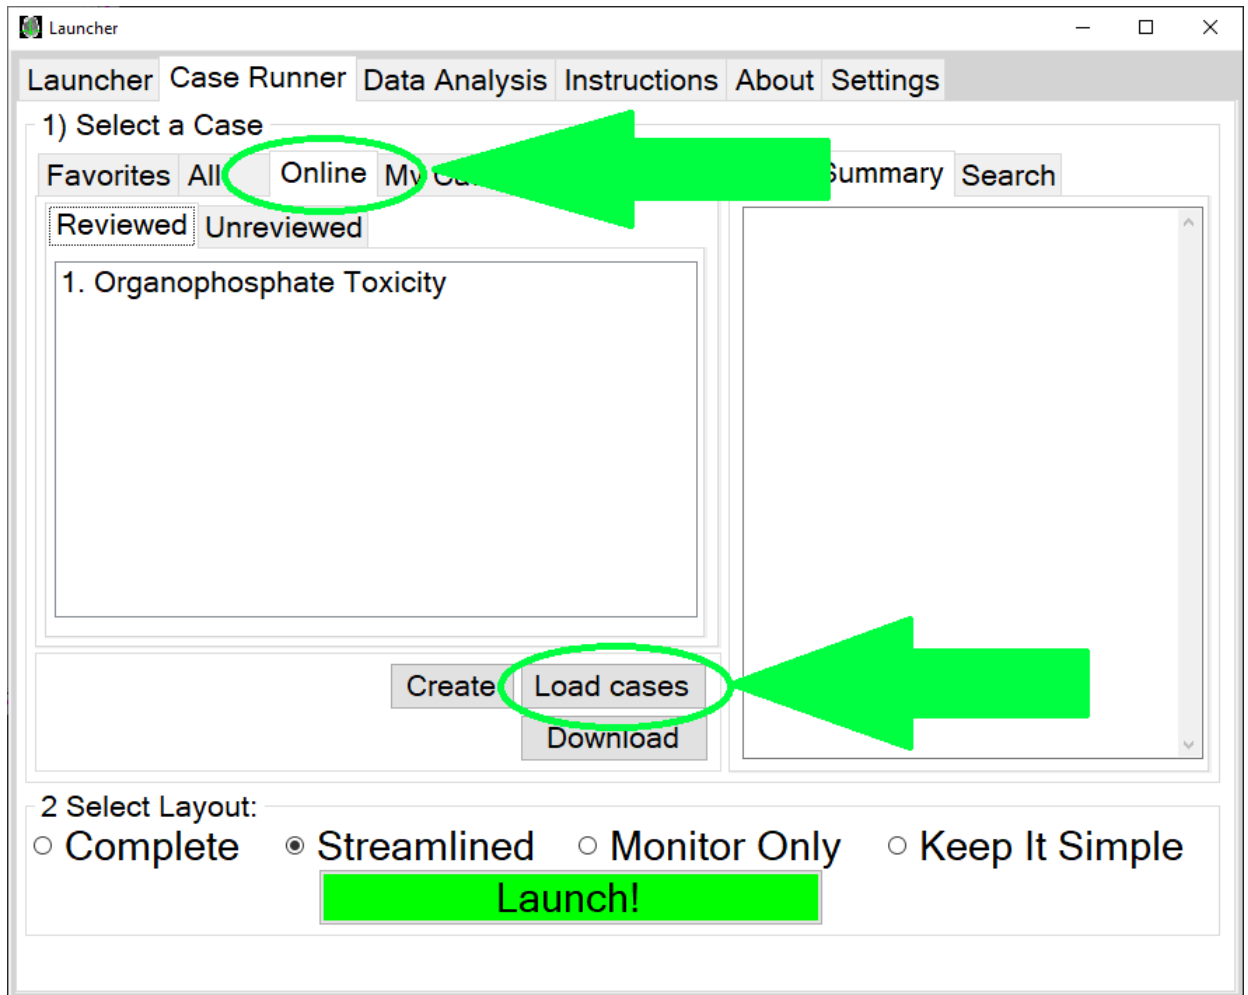 Launcher
Launcher Case Runner Data Analysis Instructions About Settings
1) Select a Case
Favorites All Online My Summary Search
Reviewed Unreviewed
1. Organophosphate Toxicity
Create Load cases
Download
2 Select Layout:
Complete Streamlined Monitor Only Keep It Simple
Launch!